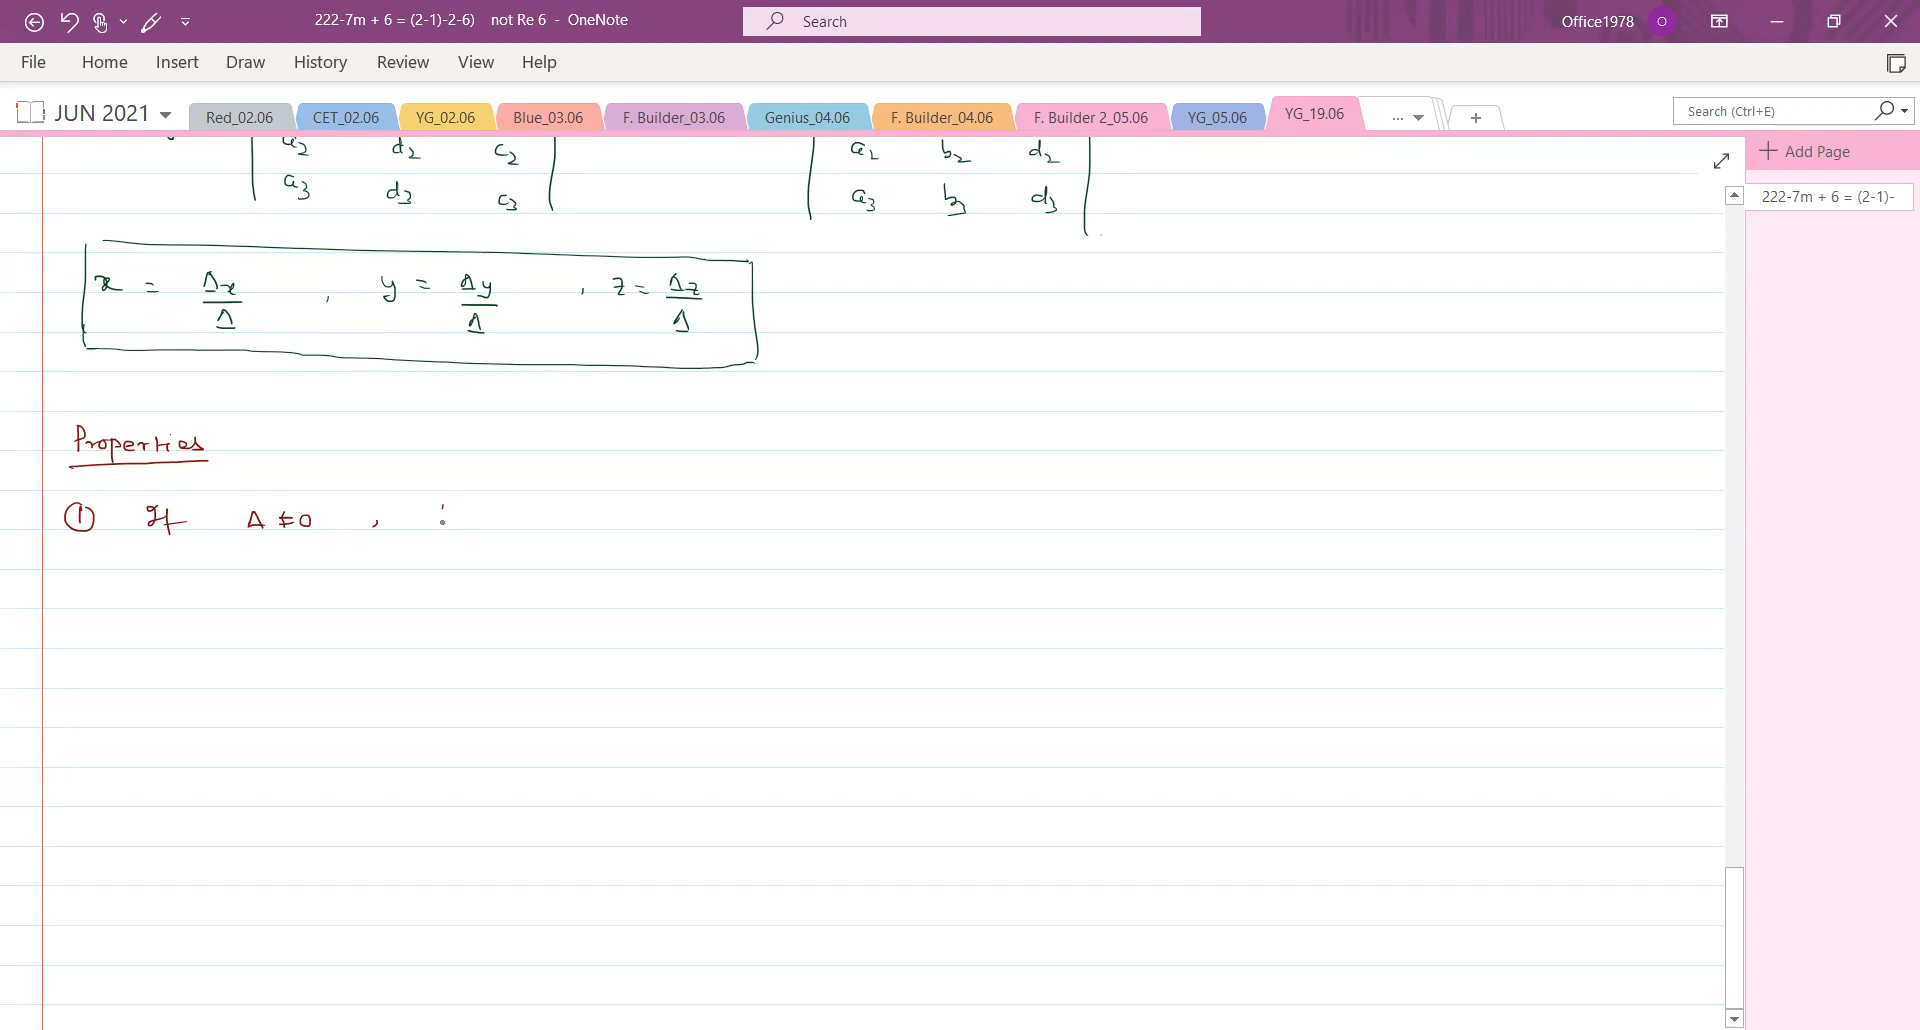 222-7m + 6 = (2-1)-2-6) not Re 6 - OneNote
Search
Office1978
O
File Home Insert Draw History Review View Help
JUN 2021
Red_02.06
CET_02.06
YG_02.06
Blue_03.06
F. Builder_03.06
Genius_04.06
F. Builder_04.06
F. Builder 2_05.06
YG_05.06
YG_19.06
...
Search (Ctrl+E)
Add Page
222-7m + 6 = (2-1)-
a₂ d₂ c₂
a₃ d₃ c₃
a₂ b₂ d₂
a₃ b₃ d₃
x = Δx/Δ , y = Δy/Δ , z = Δz/Δ
Properties
① If Δ ≠ 0 ,